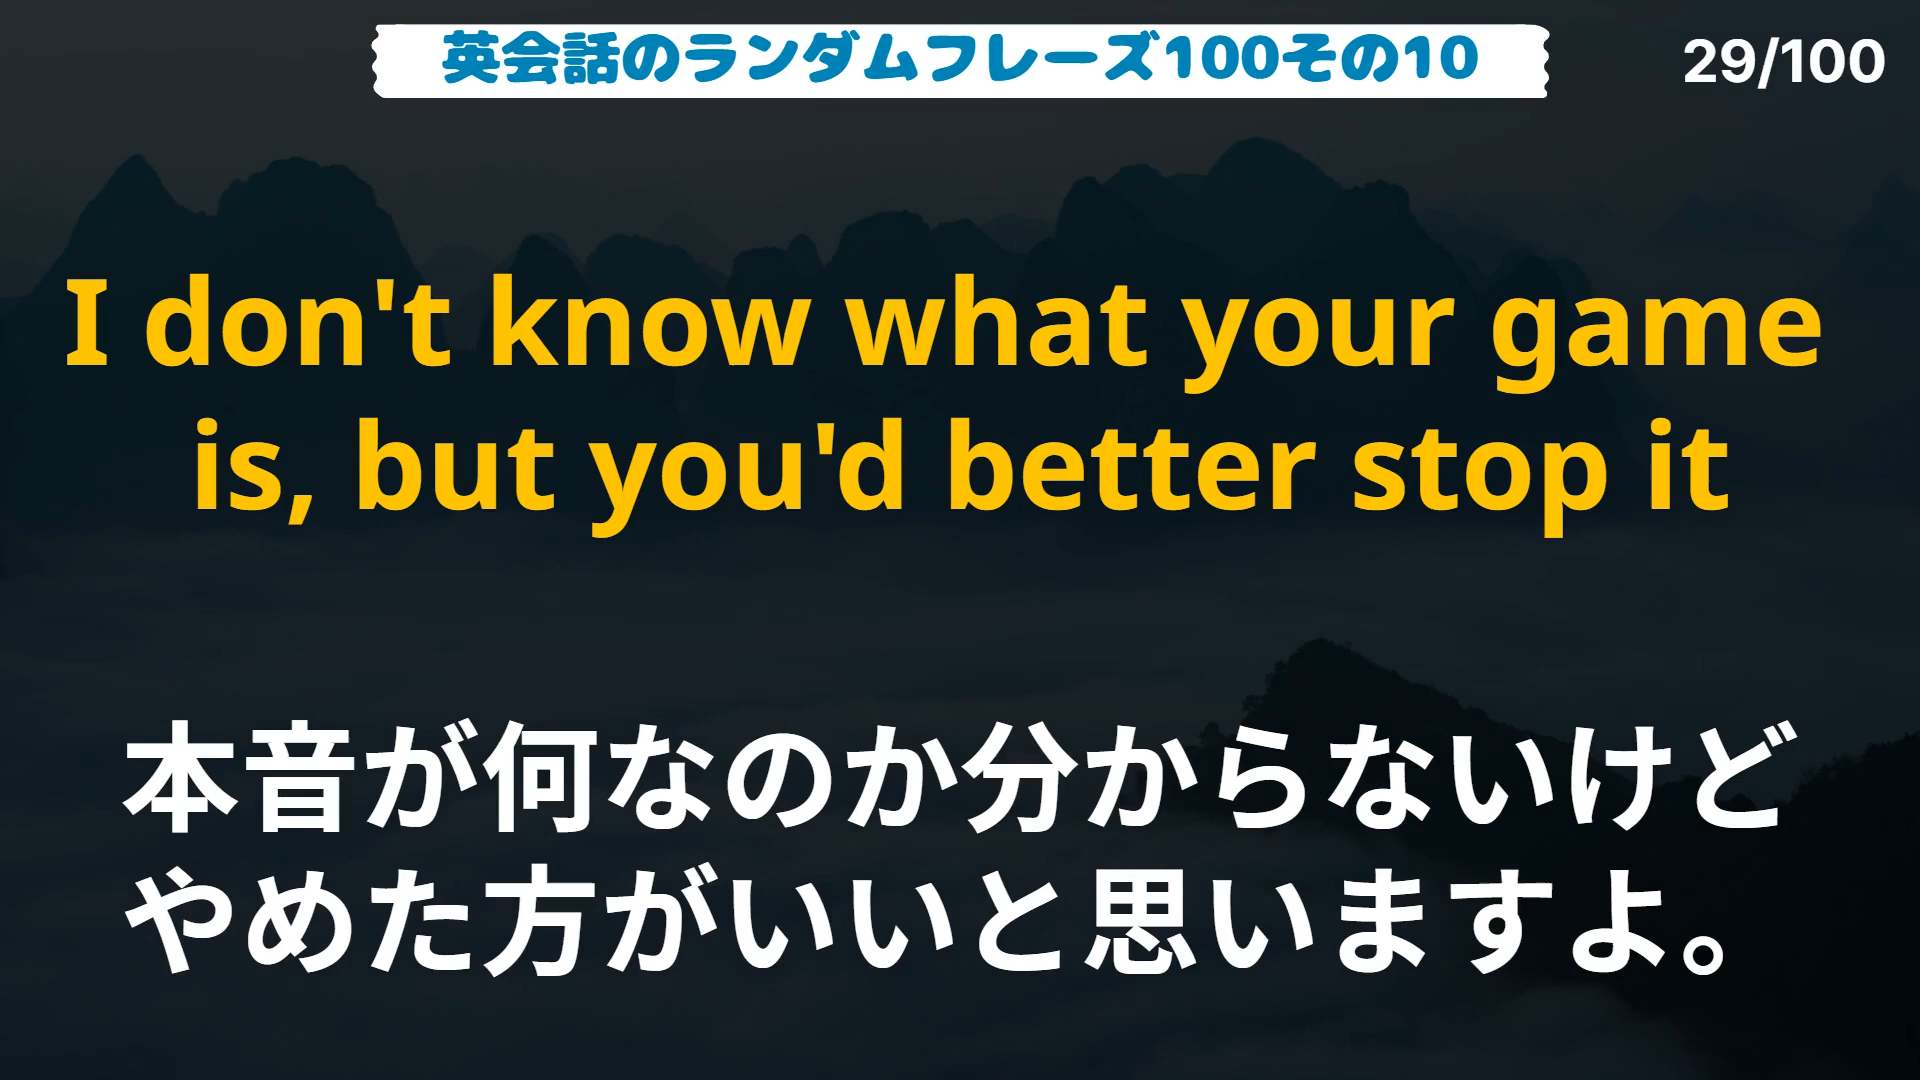 英会話のランダムフレーズ100その10
29/100
I don't know what your game
is, but you'd better stop it
本音が何なのか分からないけど
やめた方がいいと思いますよ。